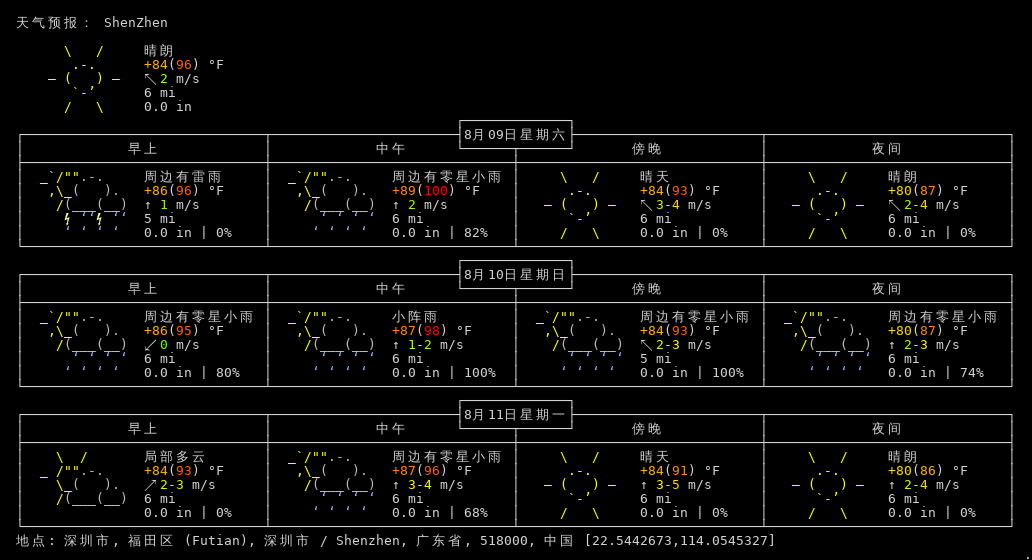 天气预报： ShenZhen
晴朗
+84(96) °F
↖2 m/s
6 mi
0.0 in
8月09日星期六
早上 中午 傍晚 夜间
周边有雷雨 周边有零星小雨 晴天 晴朗
+86(96) °F +89(100) °F +84(93) °F +80(87) °F
↑ 1 m/s ↑ 2 m/s ↖3-4 m/s ↖2-4 m/s
5 mi 6 mi 6 mi 6 mi
0.0 in | 0% 0.0 in | 82% 0.0 in | 0% 0.0 in | 0%
8月10日星期日
早上 中午 傍晚 夜间
周边有零星小雨 小阵雨 周边有零星小雨 周边有零星小雨
+86(95) °F +87(98) °F +84(93) °F +80(87) °F
↙0 m/s ↑ 1-2 m/s ↖2-3 m/s ↑ 2-3 m/s
6 mi 6 mi 5 mi 6 mi
0.0 in | 80% 0.0 in | 100% 0.0 in | 100% 0.0 in | 74%
8月11日星期一
早上 中午 傍晚 夜间
局部多云 周边有零星小雨 晴天 晴朗
+84(93) °F +87(96) °F +84(91) °F +80(86) °F
↗2-3 m/s ↑ 3-4 m/s ↑ 3-5 m/s ↑ 2-4 m/s
6 mi 6 mi 6 mi 6 mi
0.0 in | 0% 0.0 in | 68% 0.0 in | 0% 0.0 in | 0%
地点: 深圳市, 福田区 (Futian), 深圳市 / Shenzhen, 广东省, 518000, 中国 [22.5442673,114.0545327]